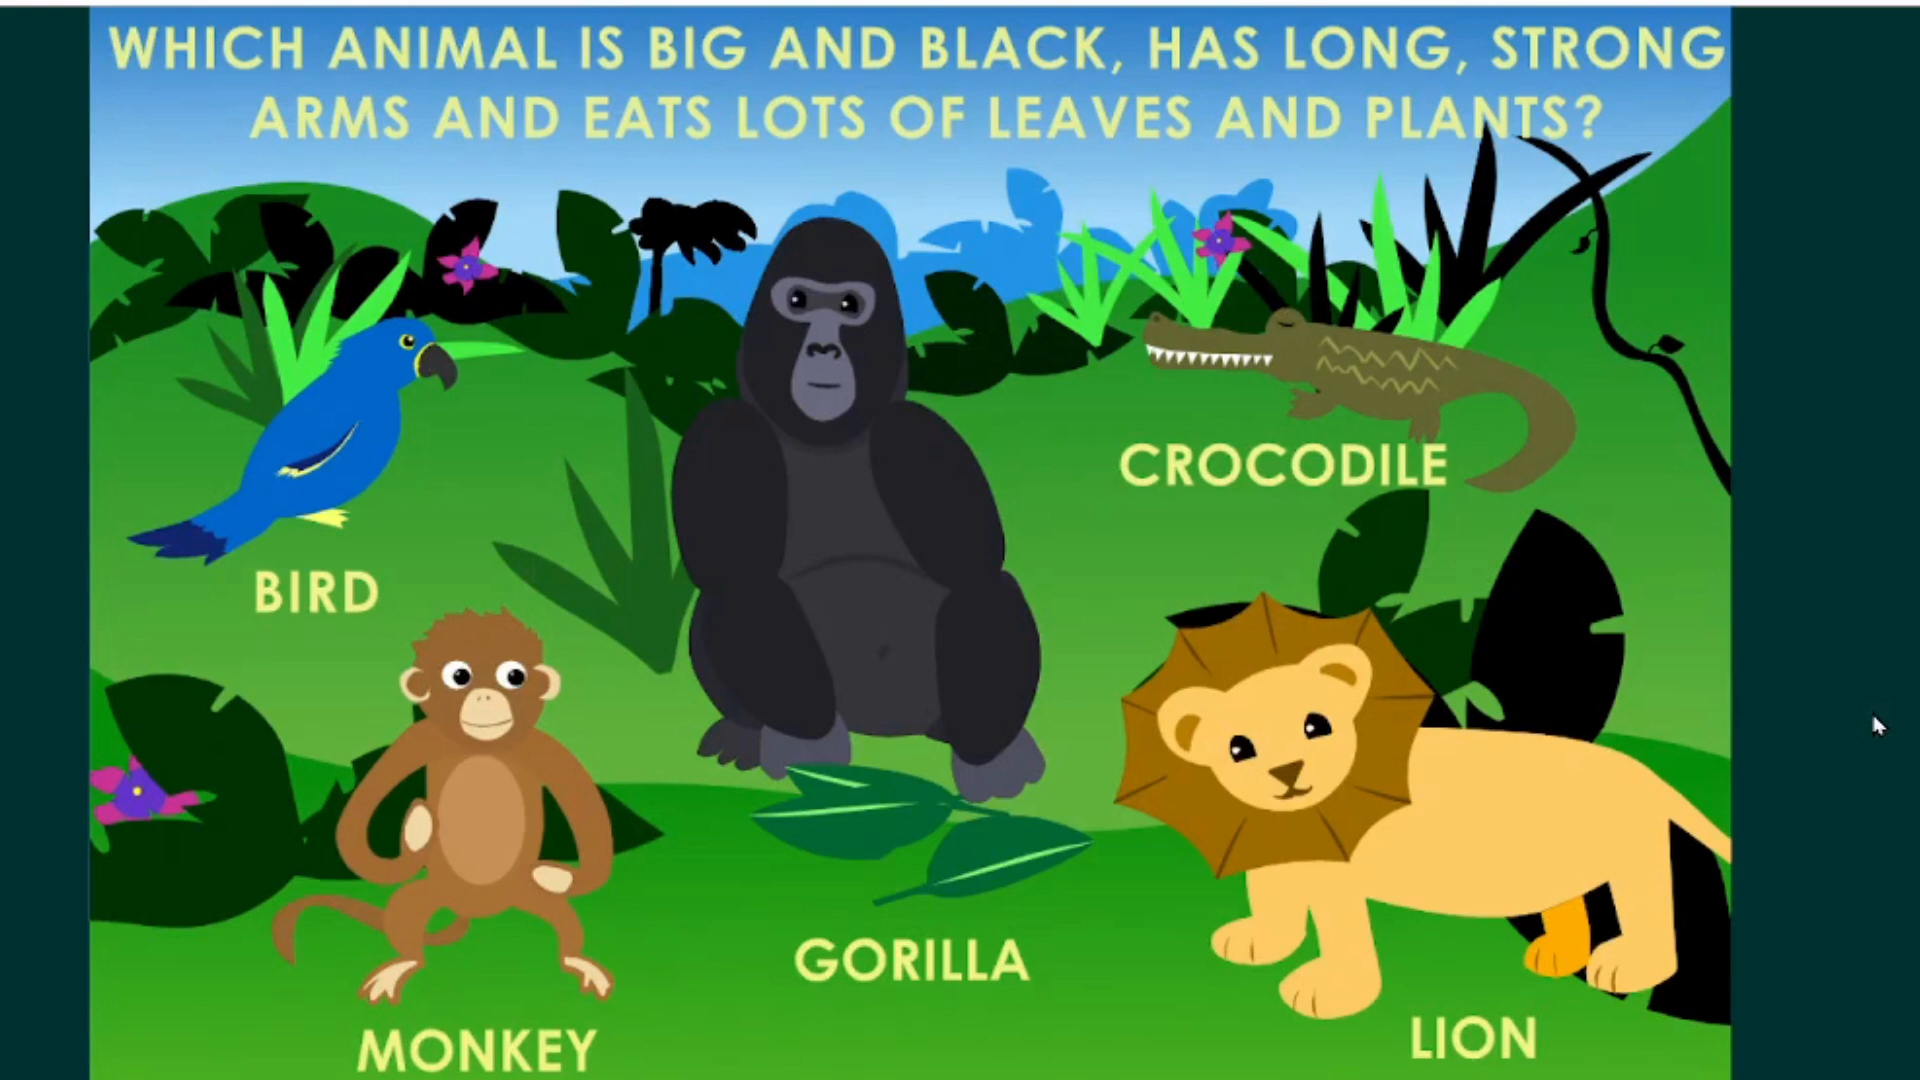 WHICH ANIMAL IS BIG AND BLACK, HAS LONG, STRONG
ARMS AND EATS LOTS OF LEAVES AND PLANTS?
CROCODILE
BIRD
GORILLA
MONKEY
LION